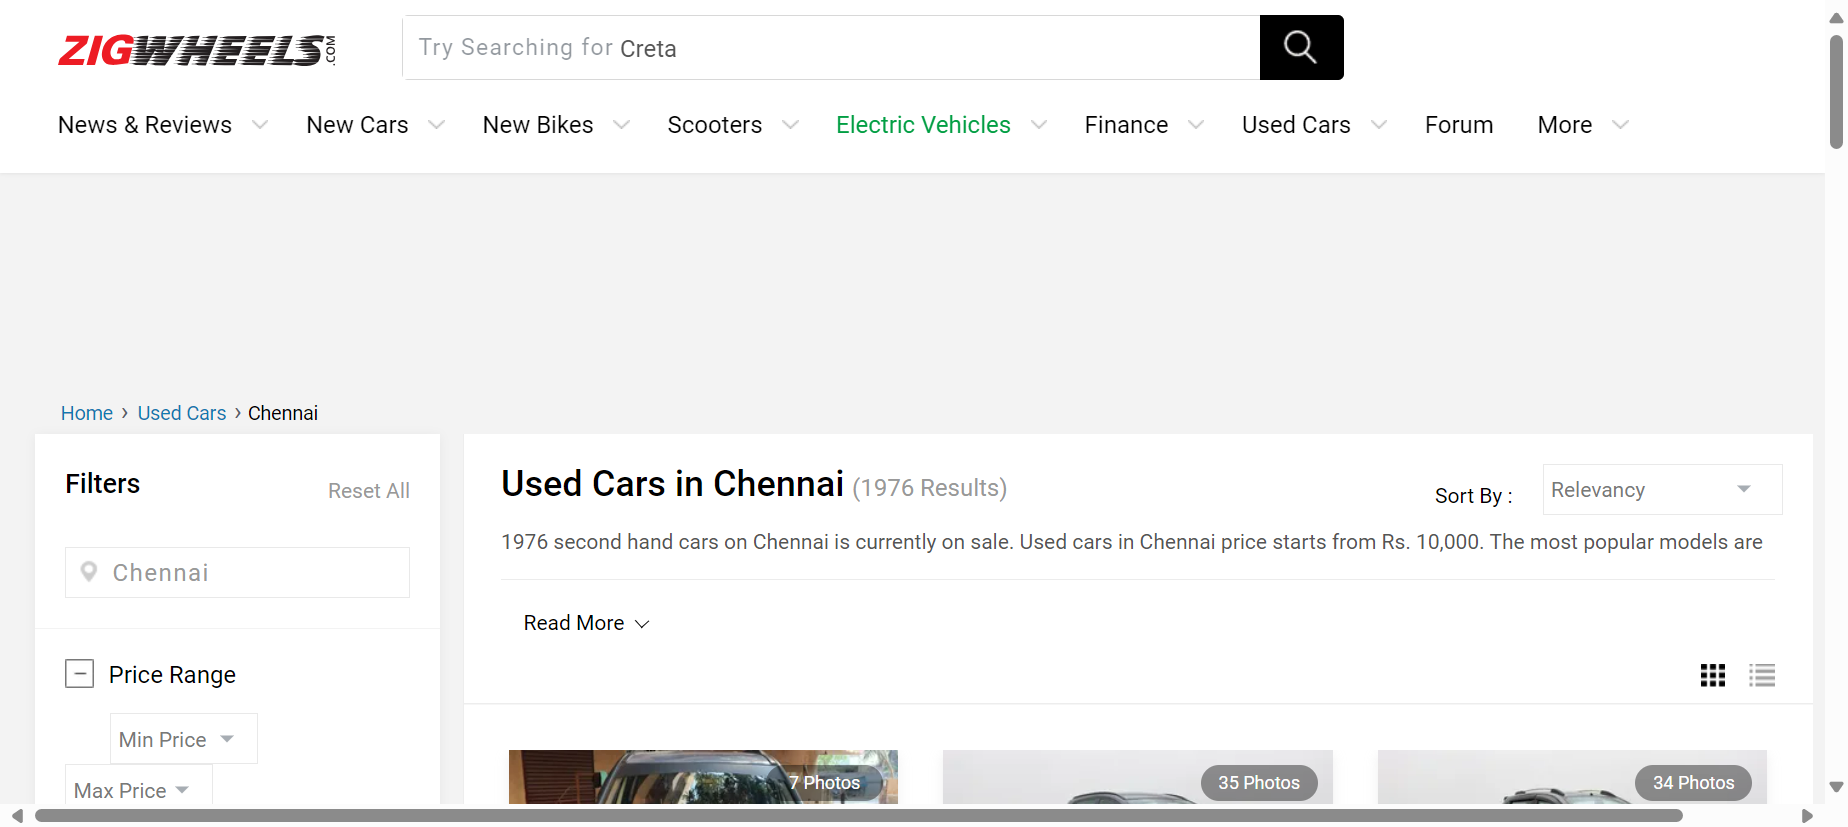 ZIGWHEELS.COM
Try Searching for Creta
News & Reviews New Cars New Bikes Scooters Electric Vehicles Finance Used Cars Forum More
Home › Used Cars › Chennai
Filters
Reset All
Chennai
Price Range
Min Price
Max Price
Used Cars in Chennai (1976 Results)
Sort By :
Relevancy
1976 second hand cars on Chennai is currently on sale. Used cars in Chennai price starts from Rs. 10,000. The most popular models are
Read More
7 Photos
35 Photos
34 Photos